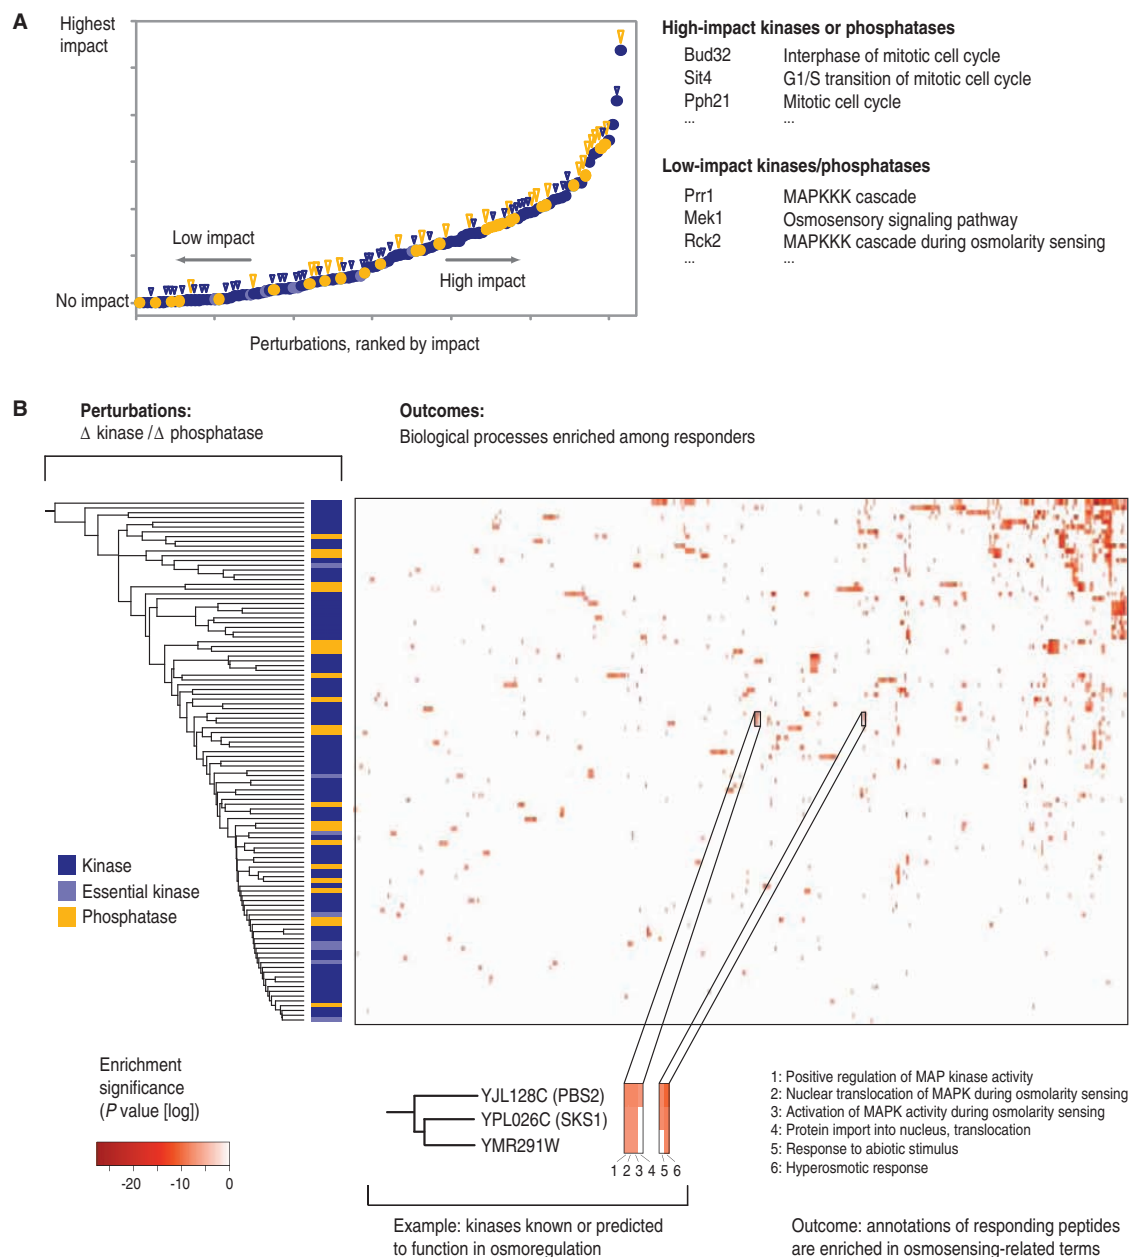 A
Highest
impact
Low impact
High impact
No impact
Perturbations, ranked by impact
High-impact kinases or phosphatases
Bud32 Interphase of mitotic cell cycle
Sit4 G1/S transition of mitotic cell cycle
Pph21 Mitotic cell cycle
... ...
Low-impact kinases/phosphatases
Prr1 MAPKKK cascade
Mek1 Osmosensory signaling pathway
Rck2 MAPKKK cascade during osmolarity sensing
... ...
B
Perturbations:
Δ kinase /Δ phosphatase
Outcomes:
Biological processes enriched among responders
Kinase
Essential kinase
Phosphatase
Enrichment
significance
(P value [log])
-20 -10 0
YJL128C (PBS2)
YPL026C (SKS1)
YMR291W
1 2 3 4 5 6
1: Positive regulation of MAP kinase activity
2: Nuclear translocation of MAPK during osmolarity sensing
3: Activation of MAPK activity during osmolarity sensing
4: Protein import into nucleus, translocation
5: Response to abiotic stimulus
6: Hyperosmotic response
Example: kinases known or predicted
to function in osmoregulation
Outcome: annotations of responding peptides
are enriched in osmosensing-related terms